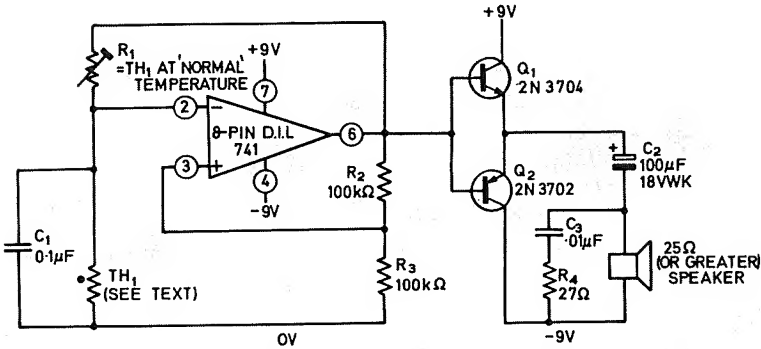 +9V
R1
=TH1 AT 'NORMAL'
TEMPERATURE
+9V
7
2
−
8-PIN D.I.L
741
6
3
+
4
-9V
R2
100kΩ
R3
100kΩ
C1
0·1µF
TH1
(SEE TEXT)
0V
Q1
2N 3704
Q2
2N 3702
+
C2
100µF
18VWK
C3
·01µF
R4
27Ω
25Ω
(OR GREATER)
SPEAKER
-9V